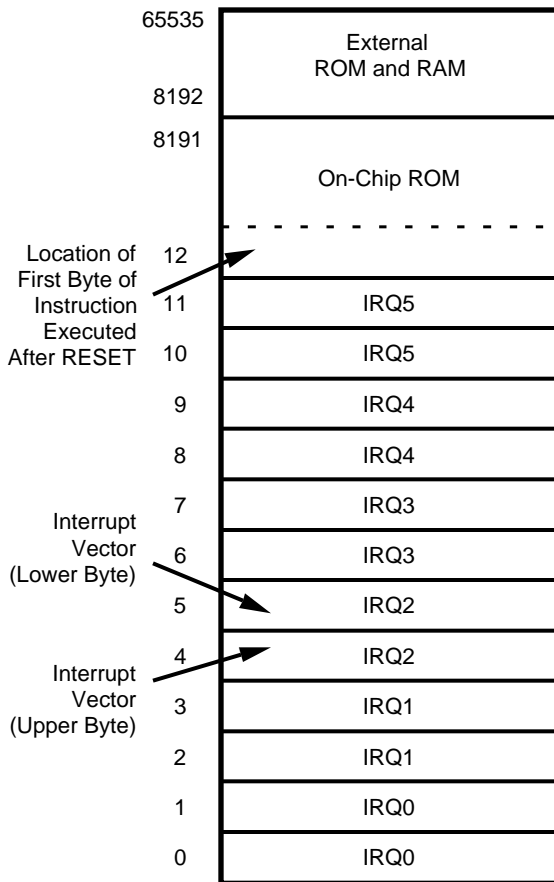 65535
External
ROM and RAM
8192
8191
On-Chip ROM
Location of
First Byte of
Instruction
Executed
After RESET
12
11 IRQ5
10 IRQ5
9 IRQ4
8 IRQ4
7 IRQ3
Interrupt
Vector
(Lower Byte)
6 IRQ3
5 IRQ2
4 IRQ2
Interrupt
Vector
(Upper Byte)
3 IRQ1
2 IRQ1
1 IRQ0
0 IRQ0